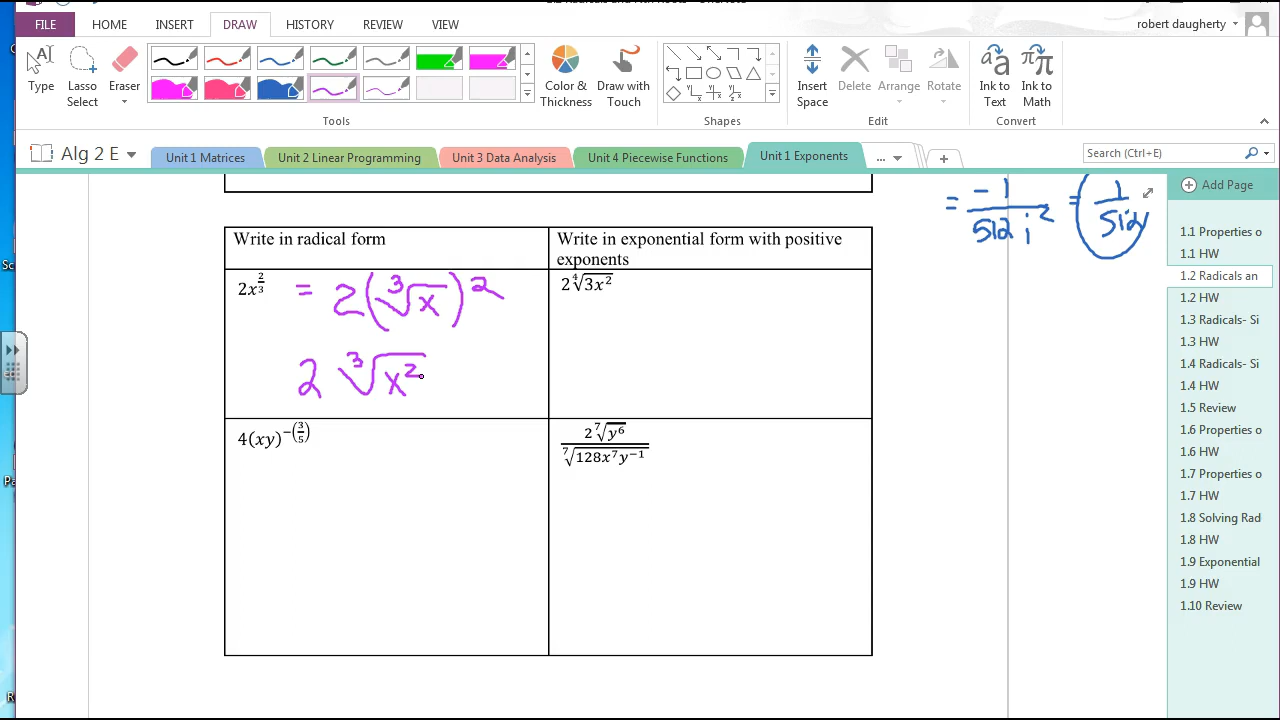 FILE HOME INSERT DRAW HISTORY REVIEW VIEW robert daugherty
Type Lasso Select Eraser Color & Thickness Draw with Touch Insert Space Delete Arrange Rotate Ink to Text Ink to Math
Tools Shapes Edit Convert
Alg 2 E Unit 1 Matrices Unit 2 Linear Programming Unit 3 Data Analysis Unit 4 Piecewise Functions Unit 1 Exponents ... + Search (Ctrl+E)
Add Page
= -1/(512 i²) =
Write in radical form
Write in exponential form with positive exponents
2x^(2/3) = 2(∛x)²
2 ∛(x²)
2∜(3x²)
4(xy)^(-(3/5))
2 ⁷√(y⁶) / ⁷√(128x⁷y⁻¹)
1.1 Properties o
1.1 HW
1.2 Radicals an
1.2 HW
1.3 Radicals- Si
1.3 HW
1.4 Radicals- Si
1.4 HW
1.5 Review
1.6 Properties o
1.6 HW
1.7 Properties o
1.7 HW
1.8 Solving Rad
1.8 HW
1.9 Exponential
1.9 HW
1.10 Review